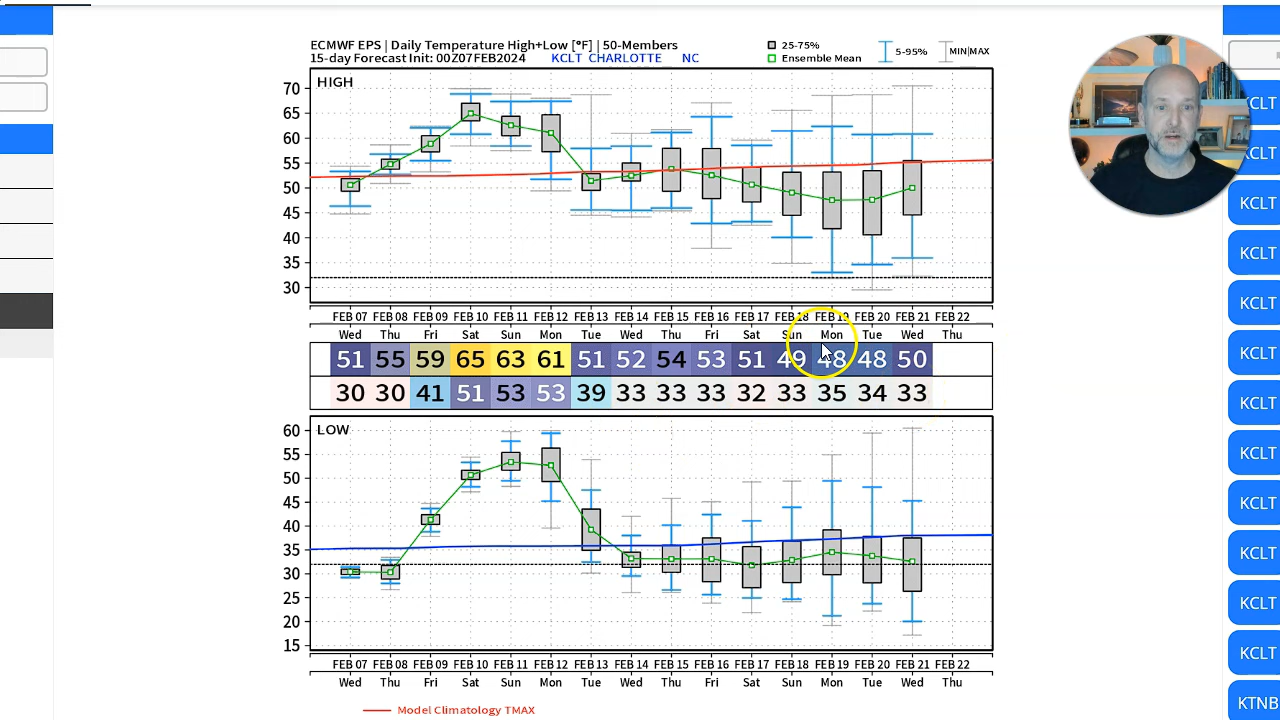 ECMWF EPS | Daily Temperature High+Low [°F] | 50-Members
15-day Forecast Init: 00Z07FEB2024 KCLT CHARLOTTE NC
25-75% 5-95% MIN|MAX
Ensemble Mean
HIGH
70
65
60
55
50
45
40
35
30
FEB 07 FEB 08 FEB 09 FEB 10 FEB 11 FEB 12 FEB 13 FEB 14 FEB 15 FEB 16 FEB 17 FEB 18 FEB 19 FEB 20 FEB 21 FEB 22
Wed Thu Fri Sat Sun Mon Tue Wed Thu Fri Sat Sun Mon Tue Wed Thu
51 55 59 65 63 61 51 52 54 53 51 49 48 48 50
30 30 41 51 53 53 39 33 33 33 32 33 35 34 33
LOW
60
55
50
45
40
35
30
25
20
15
FEB 07 FEB 08 FEB 09 FEB 10 FEB 11 FEB 12 FEB 13 FEB 14 FEB 15 FEB 16 FEB 17 FEB 18 FEB 19 FEB 20 FEB 21 FEB 22
Wed Thu Fri Sat Sun Mon Tue Wed Thu Fri Sat Sun Mon Tue Wed Thu
Model Climatology TMAX
KCLT
KCLT
KCLT
KCLT
KCLT
KCLT
KCLT
KCLT
KCLT
KCLT
KCLT
KCLT
KTNB